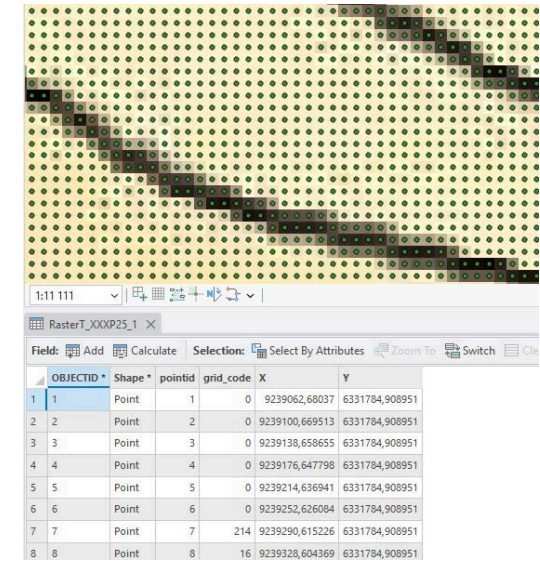 1:11 111
RasterT_XXXP25_1
Field: Add Calculate Selection: Select By Attributes Zoom To Switch Cle
OBJECTID * Shape * pointid grid_code X Y
1 1 Point 1 0 9239062,68037 6331784,908951
2 2 Point 2 0 9239100,669513 6331784,908951
3 3 Point 3 0 9239138,658655 6331784,908951
4 4 Point 4 0 9239176,647798 6331784,908951
5 5 Point 5 0 9239214,636941 6331784,908951
6 6 Point 6 0 9239252,626084 6331784,908951
7 7 Point 7 214 9239290,615226 6331784,908951
8 8 Point 8 16 9239328,604369 6331784,908951